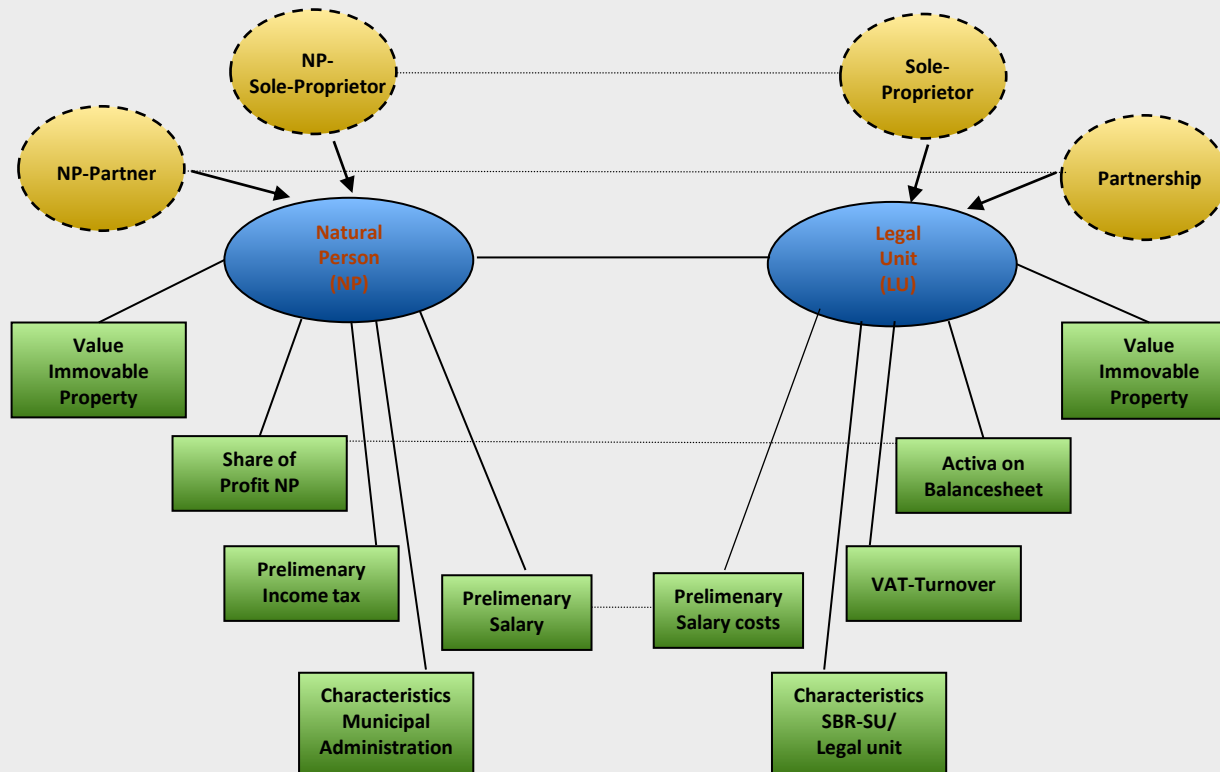 NP-
Sole-Proprietor
Sole-
Proprietor
NP-Partner
Partnership
Natural
Person
(NP)
Legal
Unit
(LU)
Value
Immovable
Property
Value
Immovable
Property
Share of
Profit NP
Activa on
Balancesheet
Prelimenary
Income tax
Prelimenary
Salary
Prelimenary
Salary costs
VAT-Turnover
Characteristics
Municipal
Administration
Characteristics
SBR-SU/
Legal unit